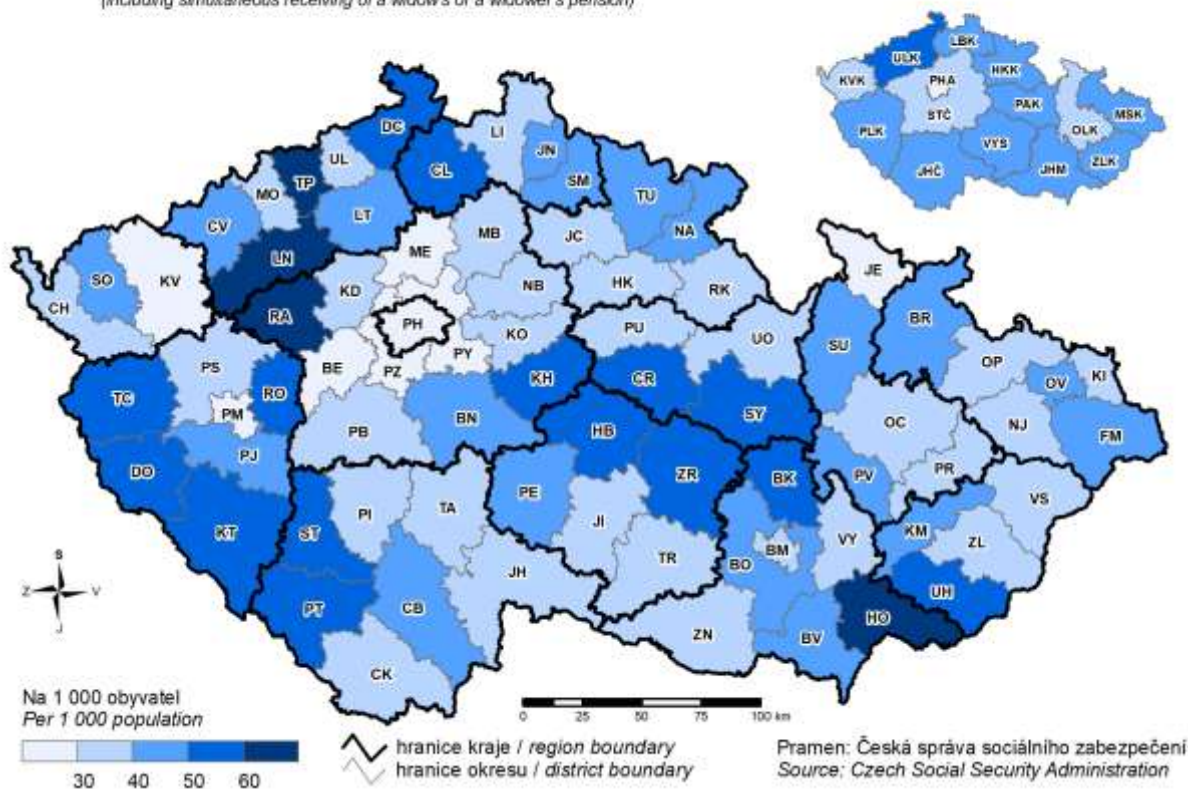 (including simultaneous receiving of a widow's or a widower's pension)
ULK
LBK
KVK
PHA
HKK
STČ
PAK
MSK
OLK
PLK
VYS
ZLK
JHČ
JHM
DC
LI
UL
JN
CL
TP
MO
SM
TU
CV
LT
NA
ME
MB
JC
LN
SO
KV
KD
NB
HK
JE
CH
RK
RA
PH
BR
KO
PU
UO
SU
PS
BE
PZ
PY
OP
KI
OV
TC
RO
KH
CR
PM
SY
OC
NJ
FM
PB
BN
HB
PJ
DO
ZR
PR
PE
BK
PV
VS
KT
ST
PI
TA
JI
VY
KM
ZL
BO
BM
TR
JH
PT
CB
UH
HO
ZN
BV
CK
S
Z
V
J
Na 1 000 obyvatel
Per 1 000 population
30 40 50 60
0 25 50 75 100 km
hranice kraje / region boundary
hranice okresu / district boundary
Pramen: Česká správa sociálního zabezpečení
Source: Czech Social Security Administration